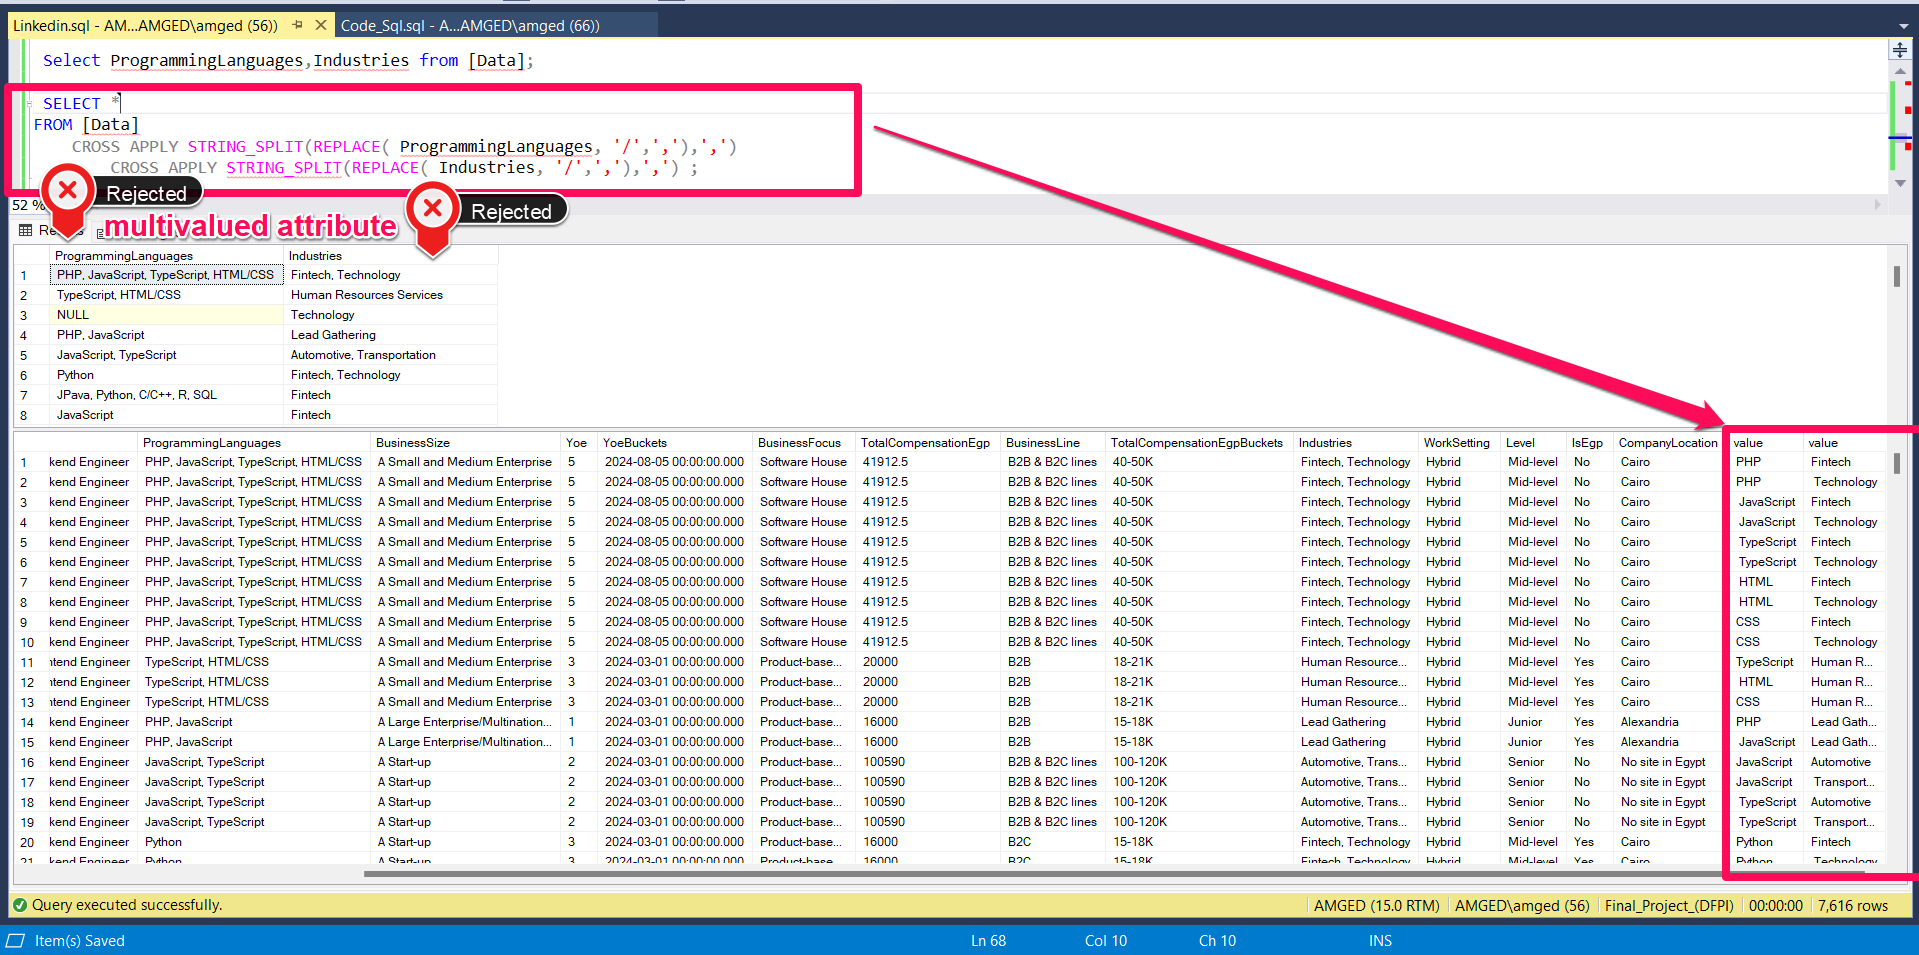 Linkedin.sql - AM...AMGED\amged (56))
Code_Sql.sql - A...AMGED\amged (66))
Select ProgrammingLanguages,Industries from [Data];
SELECT *
FROM [Data]
CROSS APPLY STRING_SPLIT(REPLACE( ProgrammingLanguages, '/',','),',')
CROSS APPLY STRING_SPLIT(REPLACE( Industries, '/',','),',') ;
Rejected
Rejected
52 %
multivalued attribute
ProgrammingLanguages Industries
1 PHP, JavaScript, TypeScript, HTML/CSS Fintech, Technology
2 TypeScript, HTML/CSS Human Resources Services
3 NULL Technology
4 PHP, JavaScript Lead Gathering
5 JavaScript, TypeScript Automotive, Transportation
6 Python Fintech, Technology
7 JPava, Python, C/C++, R, SQL Fintech
8 JavaScript Fintech
ProgrammingLanguages BusinessSize Yoe YoeBuckets BusinessFocus TotalCompensationEgp BusinessLine TotalCompensationEgpBuckets Industries WorkSetting Level IsEgp CompanyLocation value value
1 kend Engineer PHP, JavaScript, TypeScript, HTML/CSS A Small and Medium Enterprise 5 2024-08-05 00:00:00.000 Software House 41912.5 B2B & B2C lines 40-50K Fintech, Technology Hybrid Mid-level No Cairo PHP Fintech
2 kend Engineer PHP, JavaScript, TypeScript, HTML/CSS A Small and Medium Enterprise 5 2024-08-05 00:00:00.000 Software House 41912.5 B2B & B2C lines 40-50K Fintech, Technology Hybrid Mid-level No Cairo PHP Technology
3 kend Engineer PHP, JavaScript, TypeScript, HTML/CSS A Small and Medium Enterprise 5 2024-08-05 00:00:00.000 Software House 41912.5 B2B & B2C lines 40-50K Fintech, Technology Hybrid Mid-level No Cairo JavaScript Fintech
4 kend Engineer PHP, JavaScript, TypeScript, HTML/CSS A Small and Medium Enterprise 5 2024-08-05 00:00:00.000 Software House 41912.5 B2B & B2C lines 40-50K Fintech, Technology Hybrid Mid-level No Cairo JavaScript Technology
5 kend Engineer PHP, JavaScript, TypeScript, HTML/CSS A Small and Medium Enterprise 5 2024-08-05 00:00:00.000 Software House 41912.5 B2B & B2C lines 40-50K Fintech, Technology Hybrid Mid-level No Cairo TypeScript Fintech
6 kend Engineer PHP, JavaScript, TypeScript, HTML/CSS A Small and Medium Enterprise 5 2024-08-05 00:00:00.000 Software House 41912.5 B2B & B2C lines 40-50K Fintech, Technology Hybrid Mid-level No Cairo TypeScript Technology
7 kend Engineer PHP, JavaScript, TypeScript, HTML/CSS A Small and Medium Enterprise 5 2024-08-05 00:00:00.000 Software House 41912.5 B2B & B2C lines 40-50K Fintech, Technology Hybrid Mid-level No Cairo HTML Fintech
8 kend Engineer PHP, JavaScript, TypeScript, HTML/CSS A Small and Medium Enterprise 5 2024-08-05 00:00:00.000 Software House 41912.5 B2B & B2C lines 40-50K Fintech, Technology Hybrid Mid-level No Cairo HTML Technology
9 kend Engineer PHP, JavaScript, TypeScript, HTML/CSS A Small and Medium Enterprise 5 2024-08-05 00:00:00.000 Software House 41912.5 B2B & B2C lines 40-50K Fintech, Technology Hybrid Mid-level No Cairo CSS Fintech
10 kend Engineer PHP, JavaScript, TypeScript, HTML/CSS A Small and Medium Enterprise 5 2024-08-05 00:00:00.000 Software House 41912.5 B2B & B2C lines 40-50K Fintech, Technology Hybrid Mid-level No Cairo CSS Technology
11 ntend Engineer TypeScript, HTML/CSS A Small and Medium Enterprise 3 2024-03-01 00:00:00.000 Product-base... 20000 B2B 18-21K Human Resource... Hybrid Mid-level Yes Cairo TypeScript Human R...
12 ntend Engineer TypeScript, HTML/CSS A Small and Medium Enterprise 3 2024-03-01 00:00:00.000 Product-base... 20000 B2B 18-21K Human Resource... Hybrid Mid-level Yes Cairo HTML Human R...
13 ntend Engineer TypeScript, HTML/CSS A Small and Medium Enterprise 3 2024-03-01 00:00:00.000 Product-base... 20000 B2B 18-21K Human Resource... Hybrid Mid-level Yes Cairo CSS Human R...
14 kend Engineer PHP, JavaScript A Large Enterprise/Multination... 1 2024-03-01 00:00:00.000 Product-base... 16000 B2B 15-18K Lead Gathering Hybrid Junior Yes Alexandria PHP Lead Gath...
15 kend Engineer PHP, JavaScript A Large Enterprise/Multination... 1 2024-03-01 00:00:00.000 Product-base... 16000 B2B 15-18K Lead Gathering Hybrid Junior Yes Alexandria JavaScript Lead Gath...
16 kend Engineer JavaScript, TypeScript A Start-up 2 2024-03-01 00:00:00.000 Product-base... 100590 B2B & B2C lines 100-120K Automotive, Trans... Hybrid Senior No No site in Egypt JavaScript Automotive
17 kend Engineer JavaScript, TypeScript A Start-up 2 2024-03-01 00:00:00.000 Product-base... 100590 B2B & B2C lines 100-120K Automotive, Trans... Hybrid Senior No No site in Egypt JavaScript Transport...
18 kend Engineer JavaScript, TypeScript A Start-up 2 2024-03-01 00:00:00.000 Product-base... 100590 B2B & B2C lines 100-120K Automotive, Trans... Hybrid Senior No No site in Egypt TypeScript Automotive
19 kend Engineer JavaScript, TypeScript A Start-up 2 2024-03-01 00:00:00.000 Product-base... 100590 B2B & B2C lines 100-120K Automotive, Trans... Hybrid Senior No No site in Egypt TypeScript Transport...
20 kend Engineer Python A Start-up 3 2024-03-01 00:00:00.000 Product-base... 16000 B2C 15-18K Fintech, Technology Hybrid Mid-level Yes Cairo Python Fintech
21 kend Engineer Python A Start-up 3 2024-03-01 00:00:00.000 Product-base... 16000 B2C 15-18K Fintech, Technology Hybrid Mid-level Yes Cairo Python Technology
Query executed successfully.
AMGED (15.0 RTM) AMGED\amged (56) Final_Project_(DFPI) 00:00:00 7,616 rows
Item(s) Saved Ln 68 Col 10 Ch 10 INS